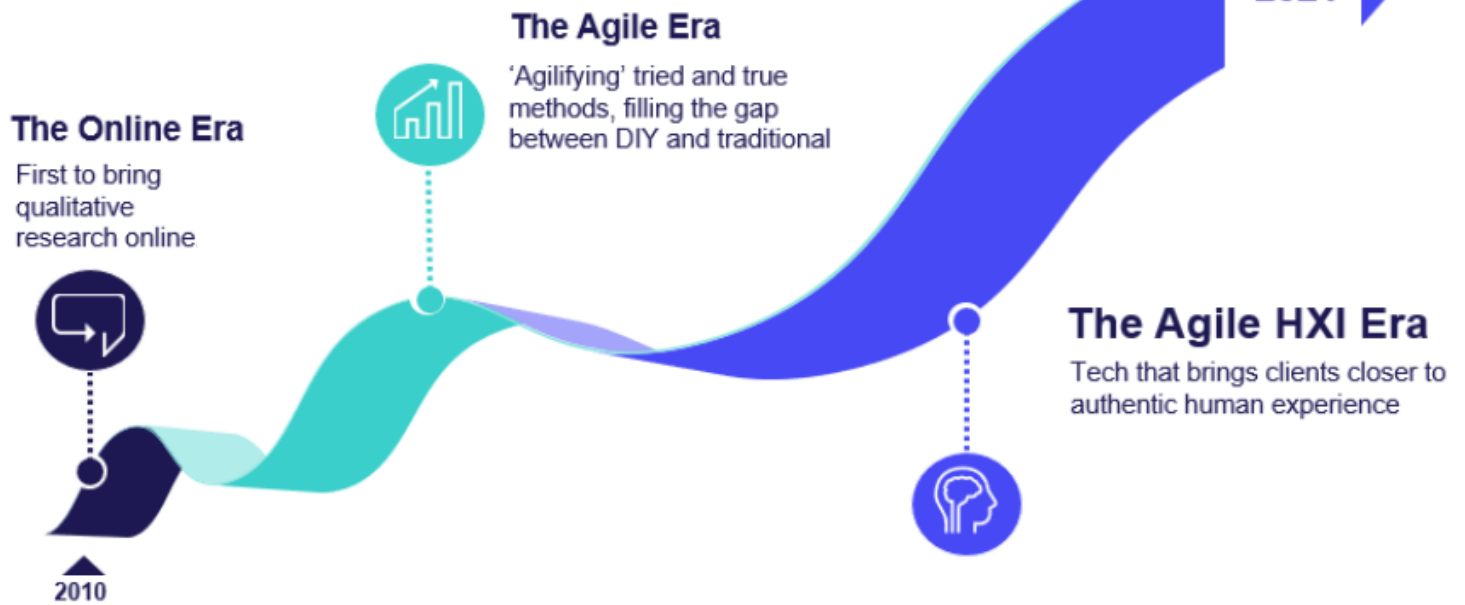 The Agile Era
'Agilifying' tried and true
methods, filling the gap
between DIY and traditional
The Online Era
First to bring
qualitative
research online
The Agile HXI Era
Tech that brings clients closer to
authentic human experience
2010